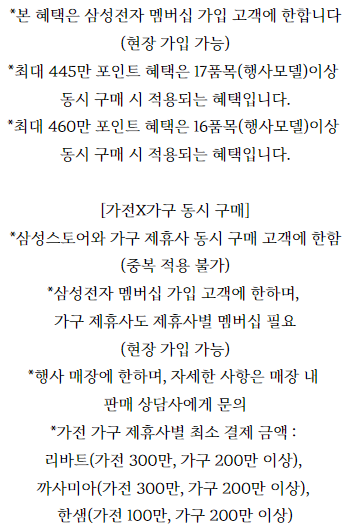 *본 혜택은 삼성전자 멤버십 가입 고객에 한합니다
(현장 가입 가능)
*최대 445만 포인트 혜택은 17품목(행사모델)이상
동시 구매 시 적용되는 혜택입니다.
*최대 460만 포인트 혜택은 16품목(행사모델)이상
동시 구매 시 적용되는 혜택입니다.
[가전X가구 동시 구매]
*삼성스토어와 가구 제휴사 동시 구매 고객에 한함
(중복 적용 불가)
*삼성전자 멤버십 가입 고객에 한하며,
가구 제휴사도 제휴사별 멤버십 필요
(현장 가입 가능)
*행사 매장에 한하며, 자세한 사항은 매장 내
판매 상담사에게 문의
*가전 가구 제휴사별 최소 결제 금액 :
리바트(가전 300만, 가구 200만 이상),
까사미아(가전 300만, 가구 200만 이상),
한샘(가전 100만, 가구 200만 이상)